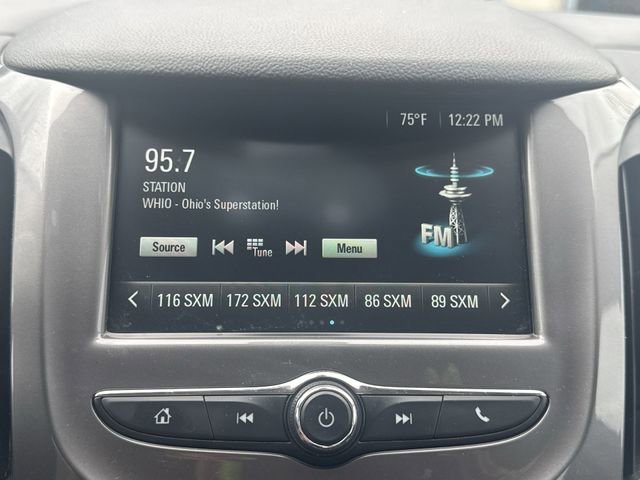 75°F 12:22 PM
95.7
STATION
WHIO - Ohio's Superstation!
FM
Source Tune Menu
116 SXM 172 SXM 112 SXM 86 SXM 89 SXM